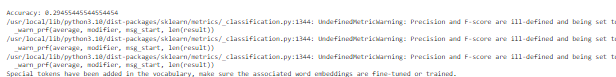 Accuracy: 0.29455445544554454
/usr/local/lib/python3.10/dist-packages/sklearn/metrics/_classification.py:1344: UndefinedMetricWarning: Precision and F-score are ill-defined and being set to
_warn_prf(average, modifier, msg_start, len(result))
/usr/local/lib/python3.10/dist-packages/sklearn/metrics/_classification.py:1344: UndefinedMetricWarning: Precision and F-score are ill-defined and being set to
_warn_prf(average, modifier, msg_start, len(result))
/usr/local/lib/python3.10/dist-packages/sklearn/metrics/_classification.py:1344: UndefinedMetricWarning: Precision and F-score are ill-defined and being set to
_warn_prf(average, modifier, msg_start, len(result))
Special tokens have been added in the vocabulary, make sure the associated word embeddings are fine-tuned or trained.